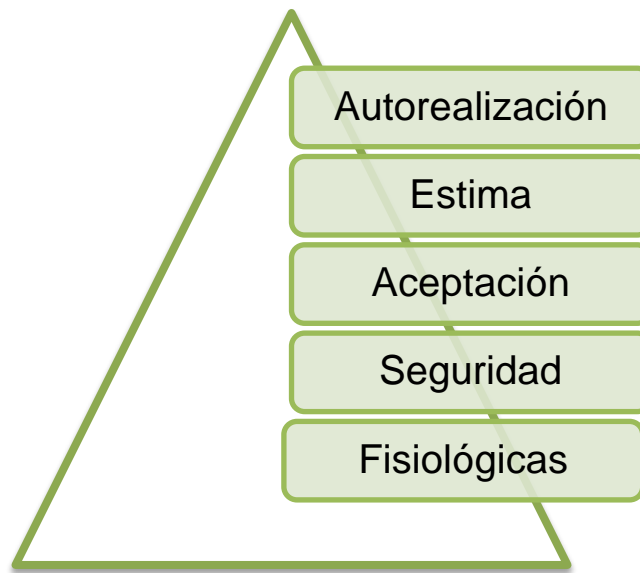 Autorealización
Estima
Aceptación
Seguridad
Fisiológicas